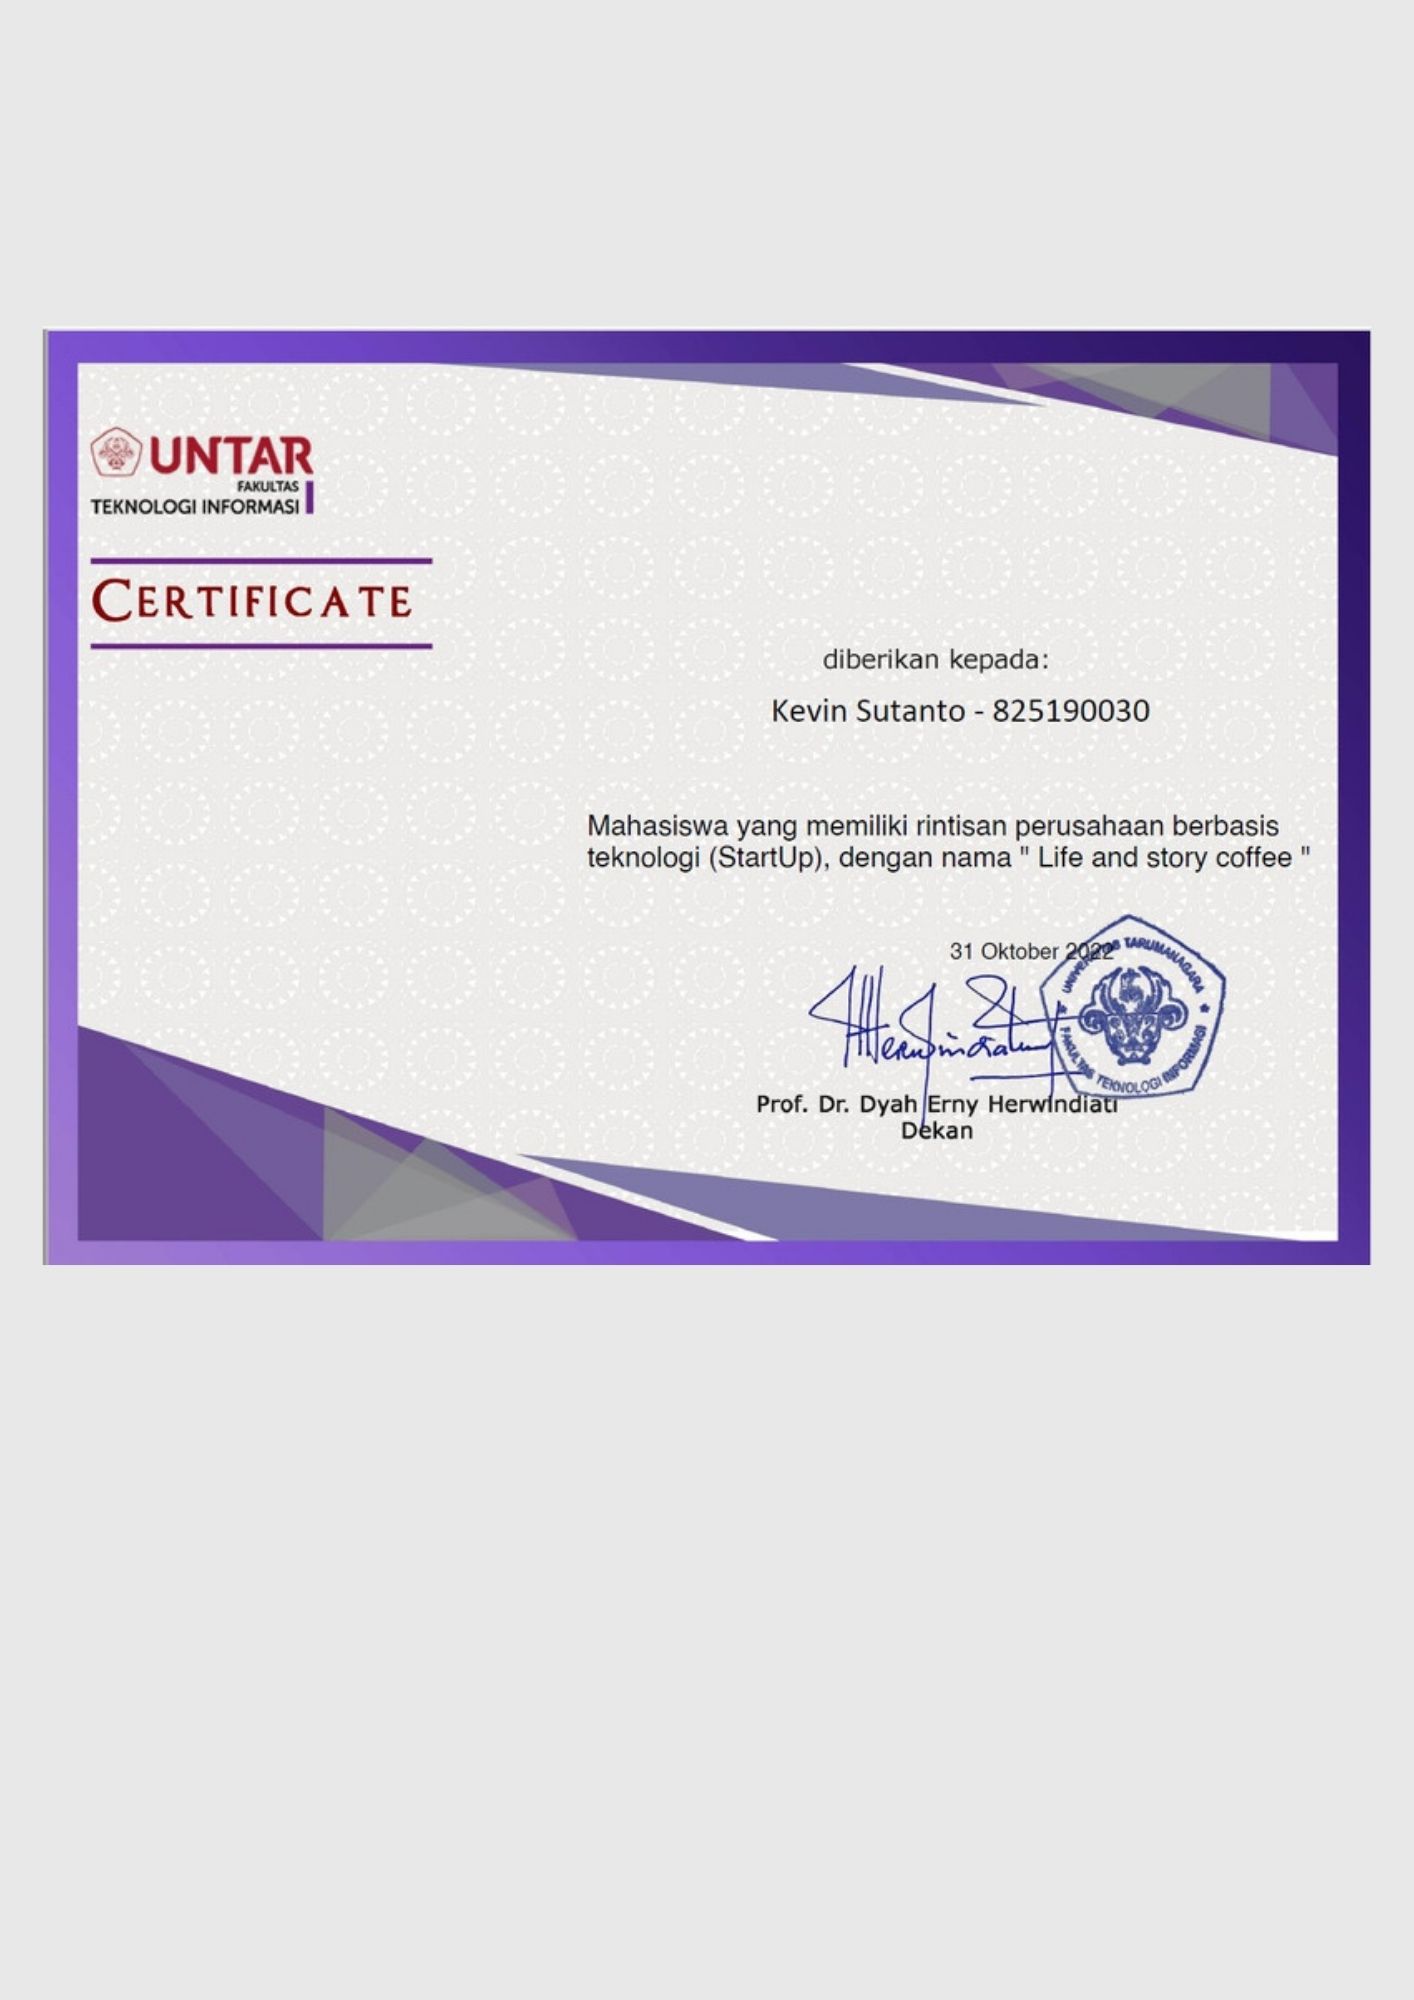 UNTAR
FAKULTAS
TEKNOLOGI INFORMASI
CERTIFICATE
diberikan kepada:
Kevin Sutanto - 825190030
Mahasiswa yang memiliki rintisan perusahaan berbasis
teknologi (StartUp), dengan nama " Life and story coffee "
31 Oktober 2022
UNIVERSITAS TARUMANAGARA
FAKULTAS TEKNOLOGI INFORMASI
Prof. Dr. Dyah Erny Herwindiati
Dekan